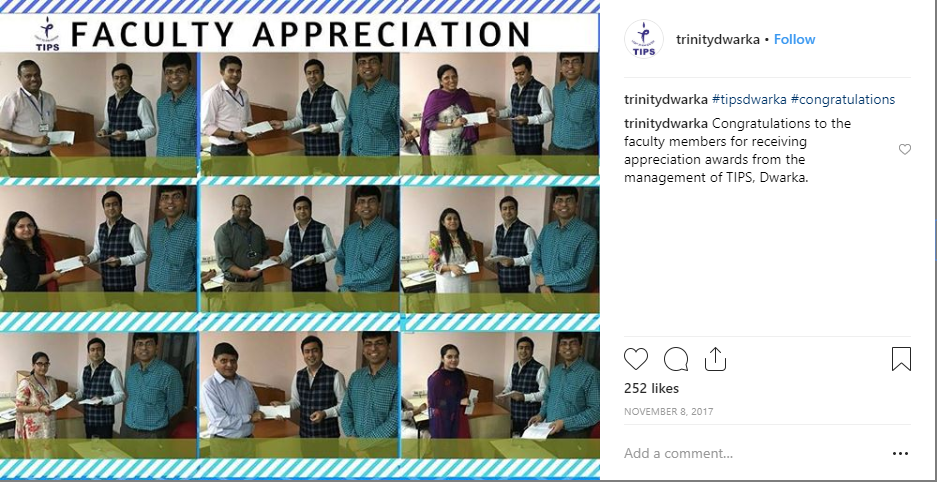 TIPS
FACULTY APPRECIATION
TIPS
trinitydwarka • Follow
trinitydwarka #tipsdwarka #congratulations
trinitydwarka Congratulations to the
faculty members for receiving
appreciation awards from the
management of TIPS, Dwarka.
252 likes
NOVEMBER 8, 2017
Add a comment...